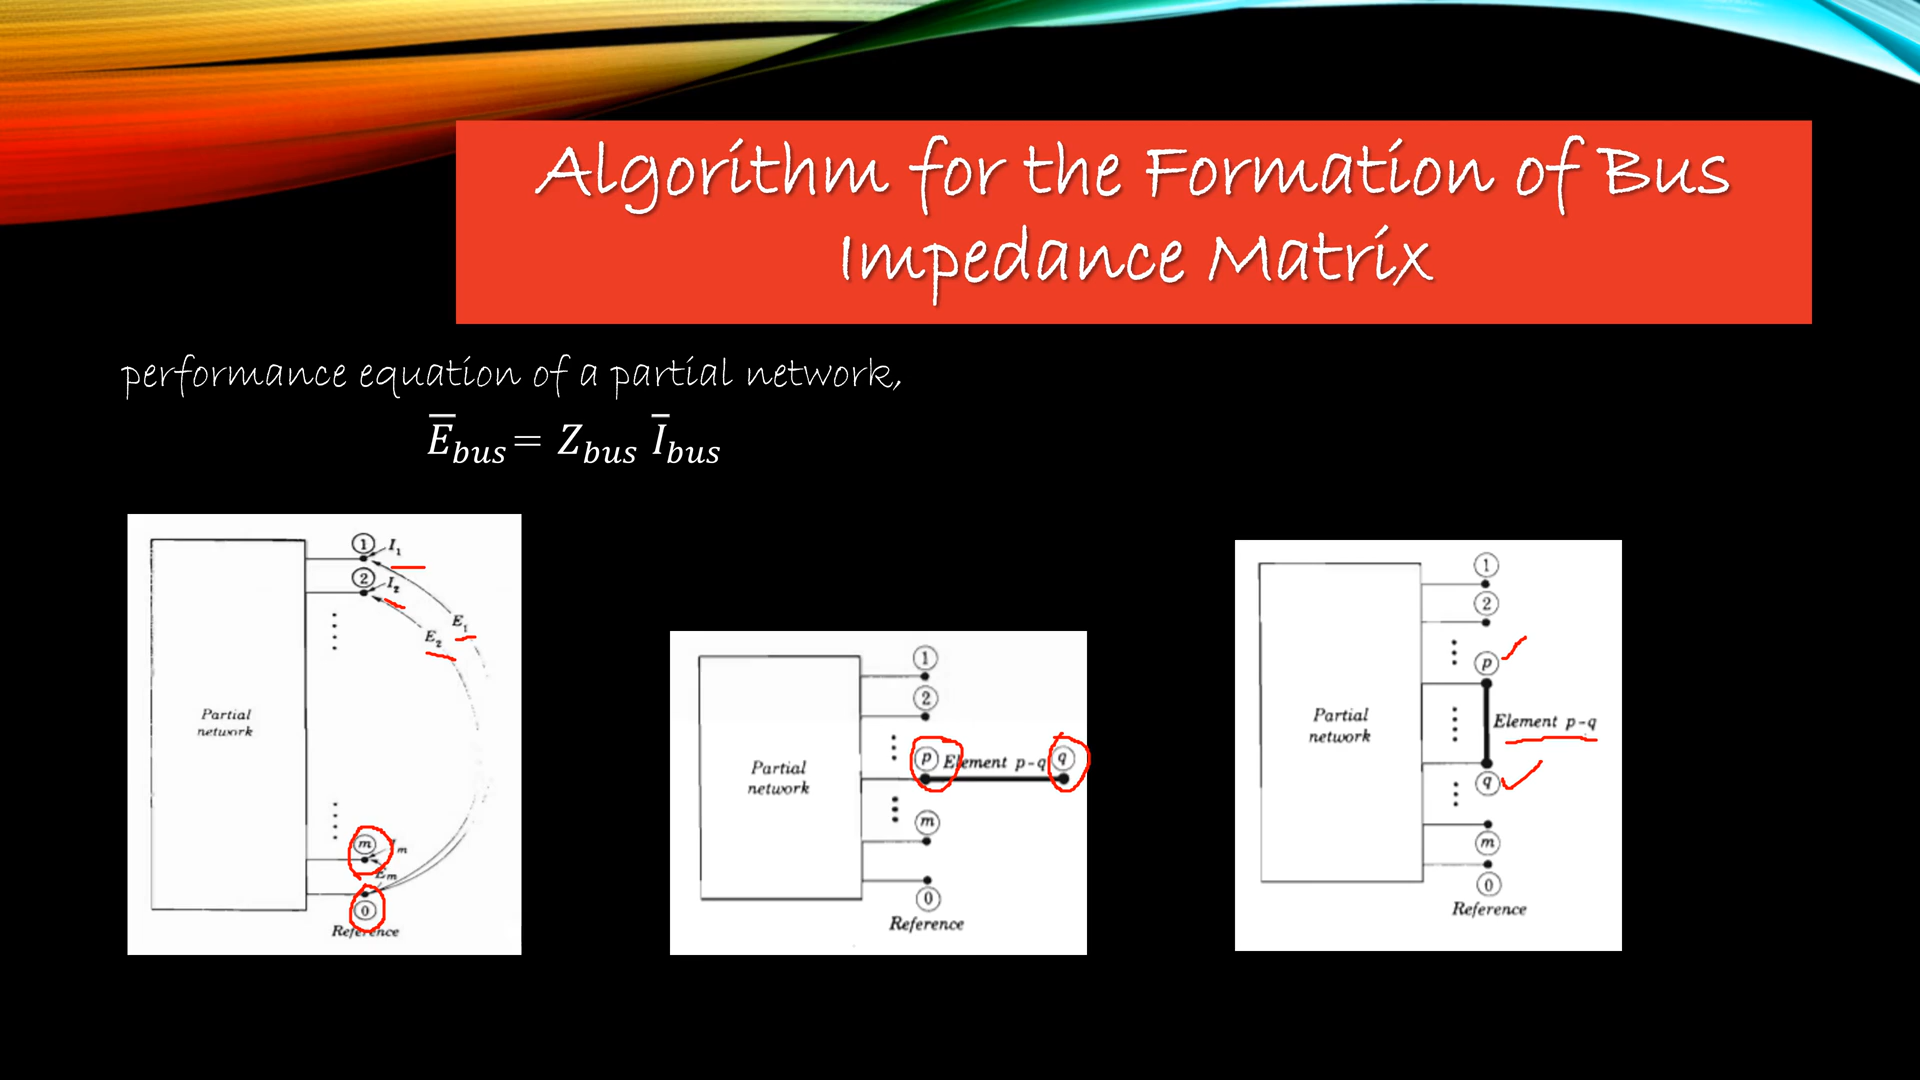 Algorithm for the Formation of Bus
Impedance Matrix
performance equation of a partial network,
E̅bus = Zbus I̅bus
1
I1
2
I2
E1
E2
Partial
network
m
Im
Em
0
Reference
1
2
p
Element p-q
q
Partial
network
m
0
Reference
1
2
p
Element p-q
Partial
network
q
m
0
Reference